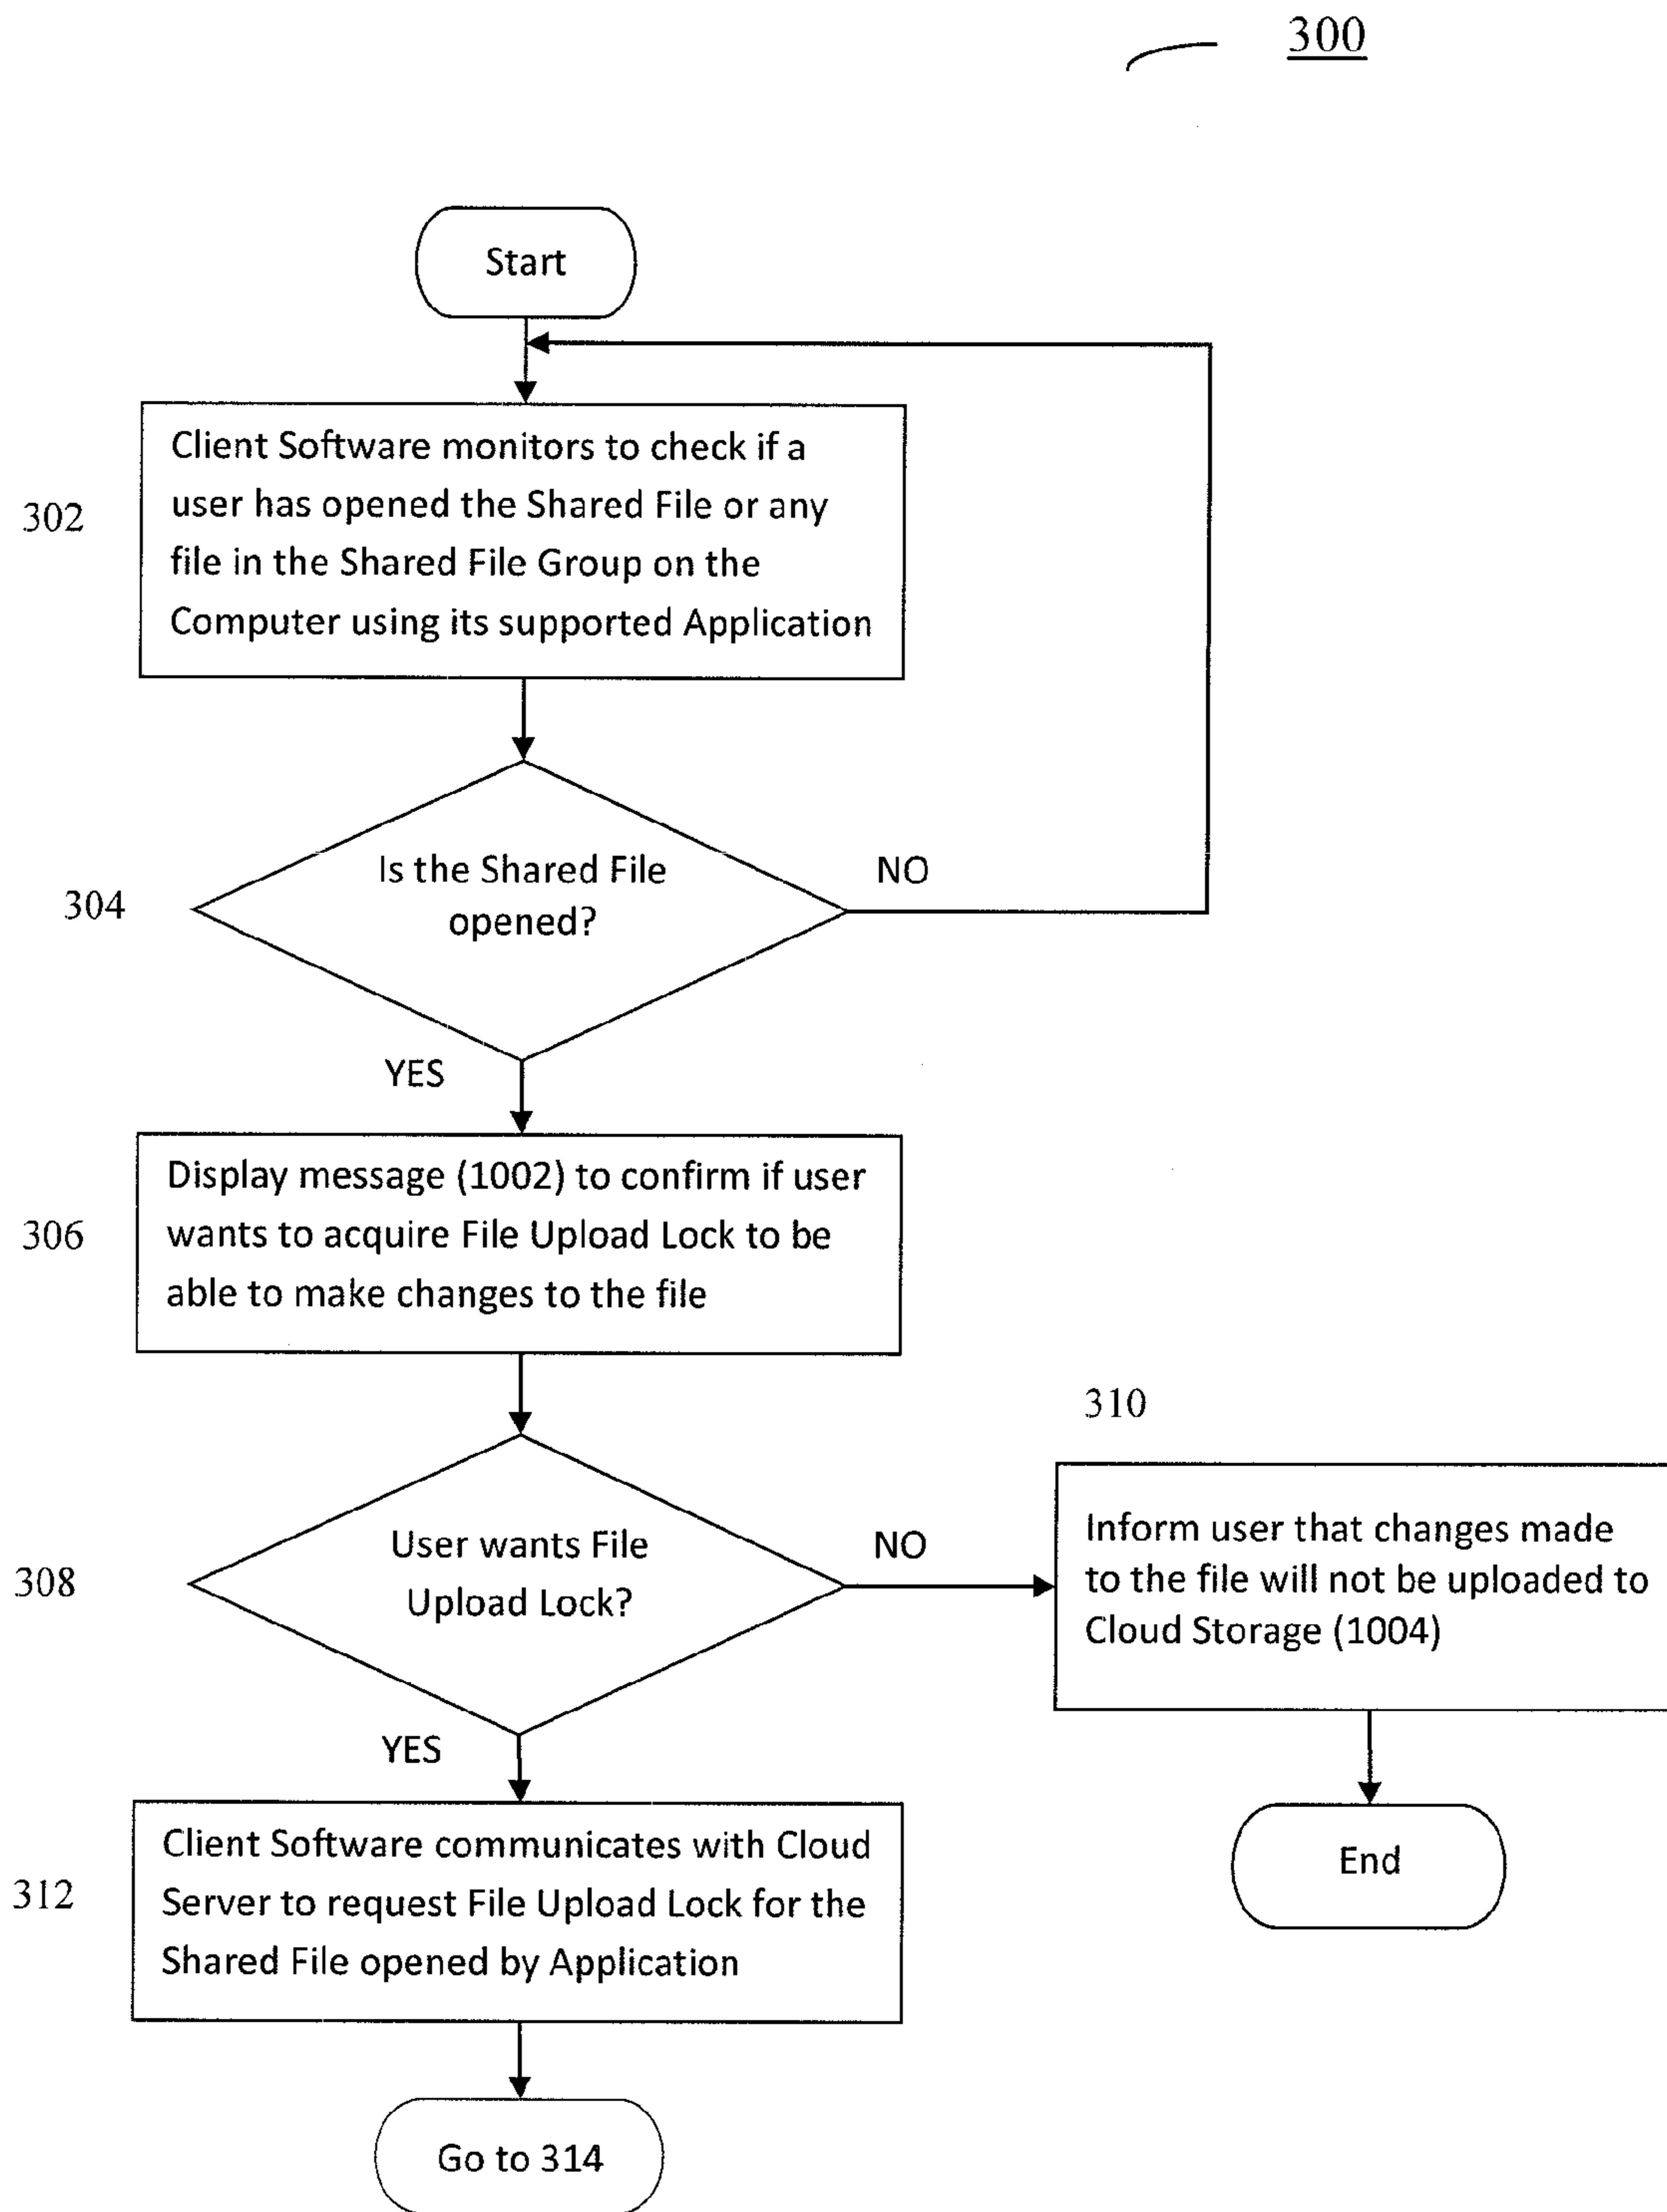 300
Start
Client Software monitors to check if a
user has opened the Shared File or any
file in the Shared File Group on the
Computer using its supported Application
302
Is the Shared File
opened?
NO
304
YES
Display message (1002) to confirm if user
wants to acquire File Upload Lock to be
able to make changes to the file
306
310
User wants File
Upload Lock?
NO
308
Inform user that changes made
to the file will not be uploaded to
Cloud Storage (1004)
YES
Client Software communicates with Cloud
Server to request File Upload Lock for the
Shared File opened by Application
312
End
Go to 314